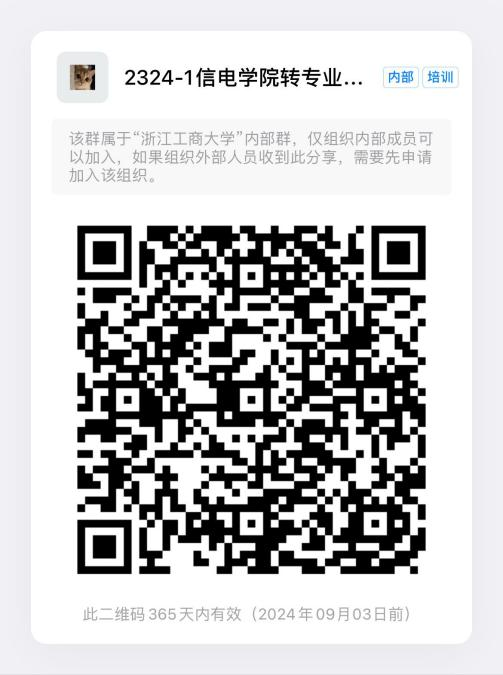 2324-1信电学院转专业... 内部 培训
该群属于“浙江工商大学”内部群，仅组织内部成员可
以加入，如果组织外部人员收到此分享，需要先申请
加入该组织。
此二维码365天内有效（2024年09月03日前）